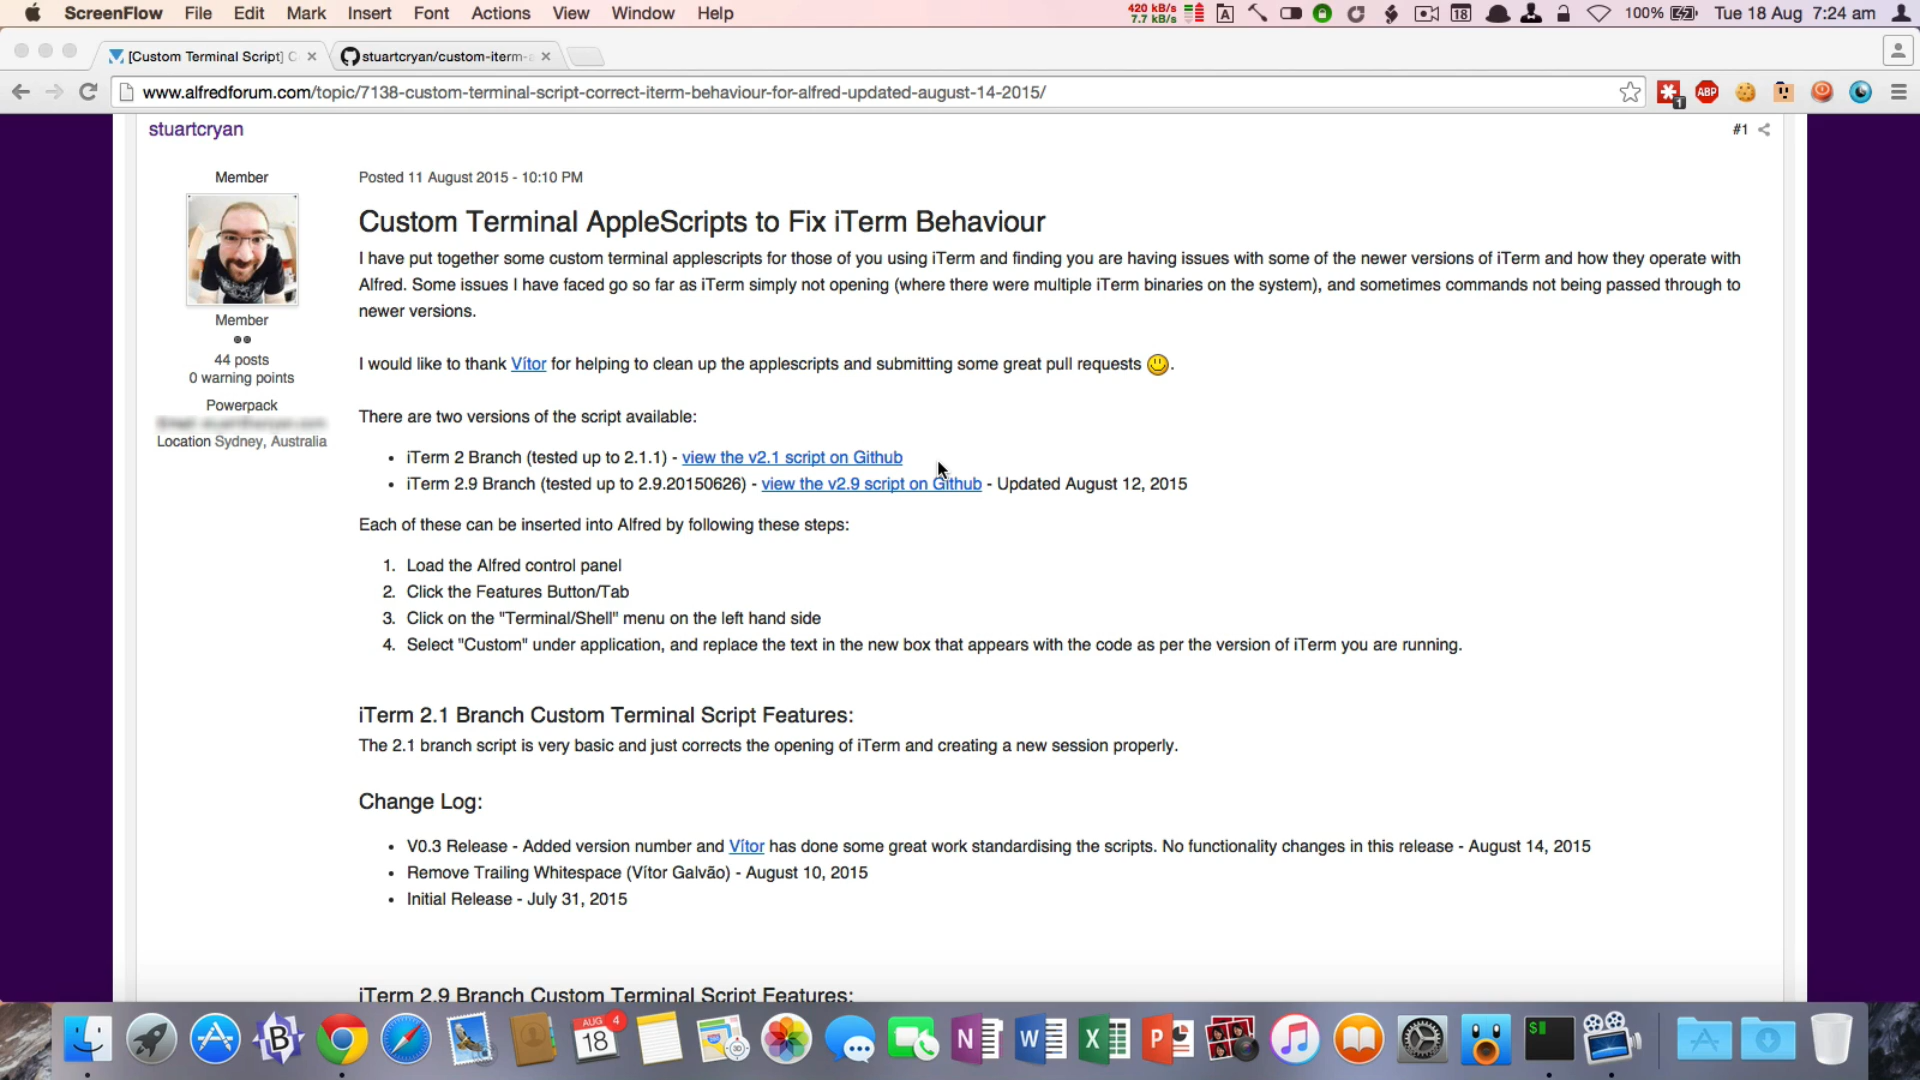 ScreenFlow File Edit Mark Insert Font Actions View Window Help
420 kB/s
7.7 kB/s
A
18
100%
Tue 18 Aug 7:24 am
[Custom Terminal Script] C
stuartcryan/custom-iterm-
www.alfredforum.com/topic/7138-custom-terminal-script-correct-iterm-behaviour-for-alfred-updated-august-14-2015/
1
ABP
stuartcryan
#1
Member
Posted 11 August 2015 - 10:10 PM
Custom Terminal AppleScripts to Fix iTerm Behaviour
I have put together some custom terminal applescripts for those of you using iTerm and finding you are having issues with some of the newer versions of iTerm and how they operate with
Alfred. Some issues I have faced go so far as iTerm simply not opening (where there were multiple iTerm binaries on the system), and sometimes commands not being passed through to
newer versions.
Member
44 posts
0 warning points
Powerpack
Location Sydney, Australia
I would like to thank Vítor for helping to clean up the applescripts and submitting some great pull requests .
There are two versions of the script available:
• iTerm 2 Branch (tested up to 2.1.1) - view the v2.1 script on Github
• iTerm 2.9 Branch (tested up to 2.9.20150626) - view the v2.9 script on Github - Updated August 12, 2015
Each of these can be inserted into Alfred by following these steps:
1. Load the Alfred control panel
2. Click the Features Button/Tab
3. Click on the "Terminal/Shell" menu on the left hand side
4. Select "Custom" under application, and replace the text in the new box that appears with the code as per the version of iTerm you are running.
iTerm 2.1 Branch Custom Terminal Script Features:
The 2.1 branch script is very basic and just corrects the opening of iTerm and creating a new session properly.
Change Log:
• V0.3 Release - Added version number and Vítor has done some great work standardising the scripts. No functionality changes in this release - August 14, 2015
• Remove Trailing Whitespace (Vítor Galvão) - August 10, 2015
• Initial Release - July 31, 2015
iTerm 2.9 Branch Custom Terminal Script Features:
B
AUG
4
18
N
W
X
P
$